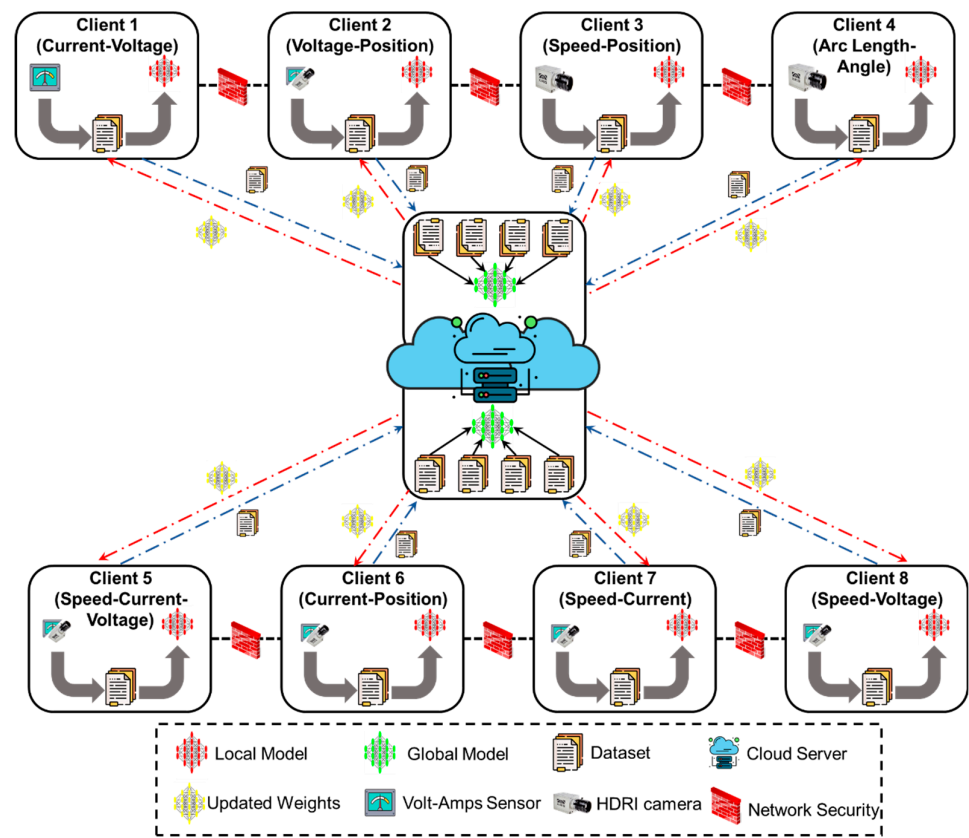 Client 1
(Current-Voltage)
Client 2
(Voltage-Position)
Client 3
(Speed-Position)
Client 4
(Arc Length-
Angle)
Client 5
(Speed-Current-
Voltage)
Client 6
(Current-Position)
Client 7
(Speed-Current)
Client 8
(Speed-Voltage)
Local Model
Global Model
Dataset
Cloud Server
Updated Weights
Volt-Amps Sensor
HDRI camera
Network Security